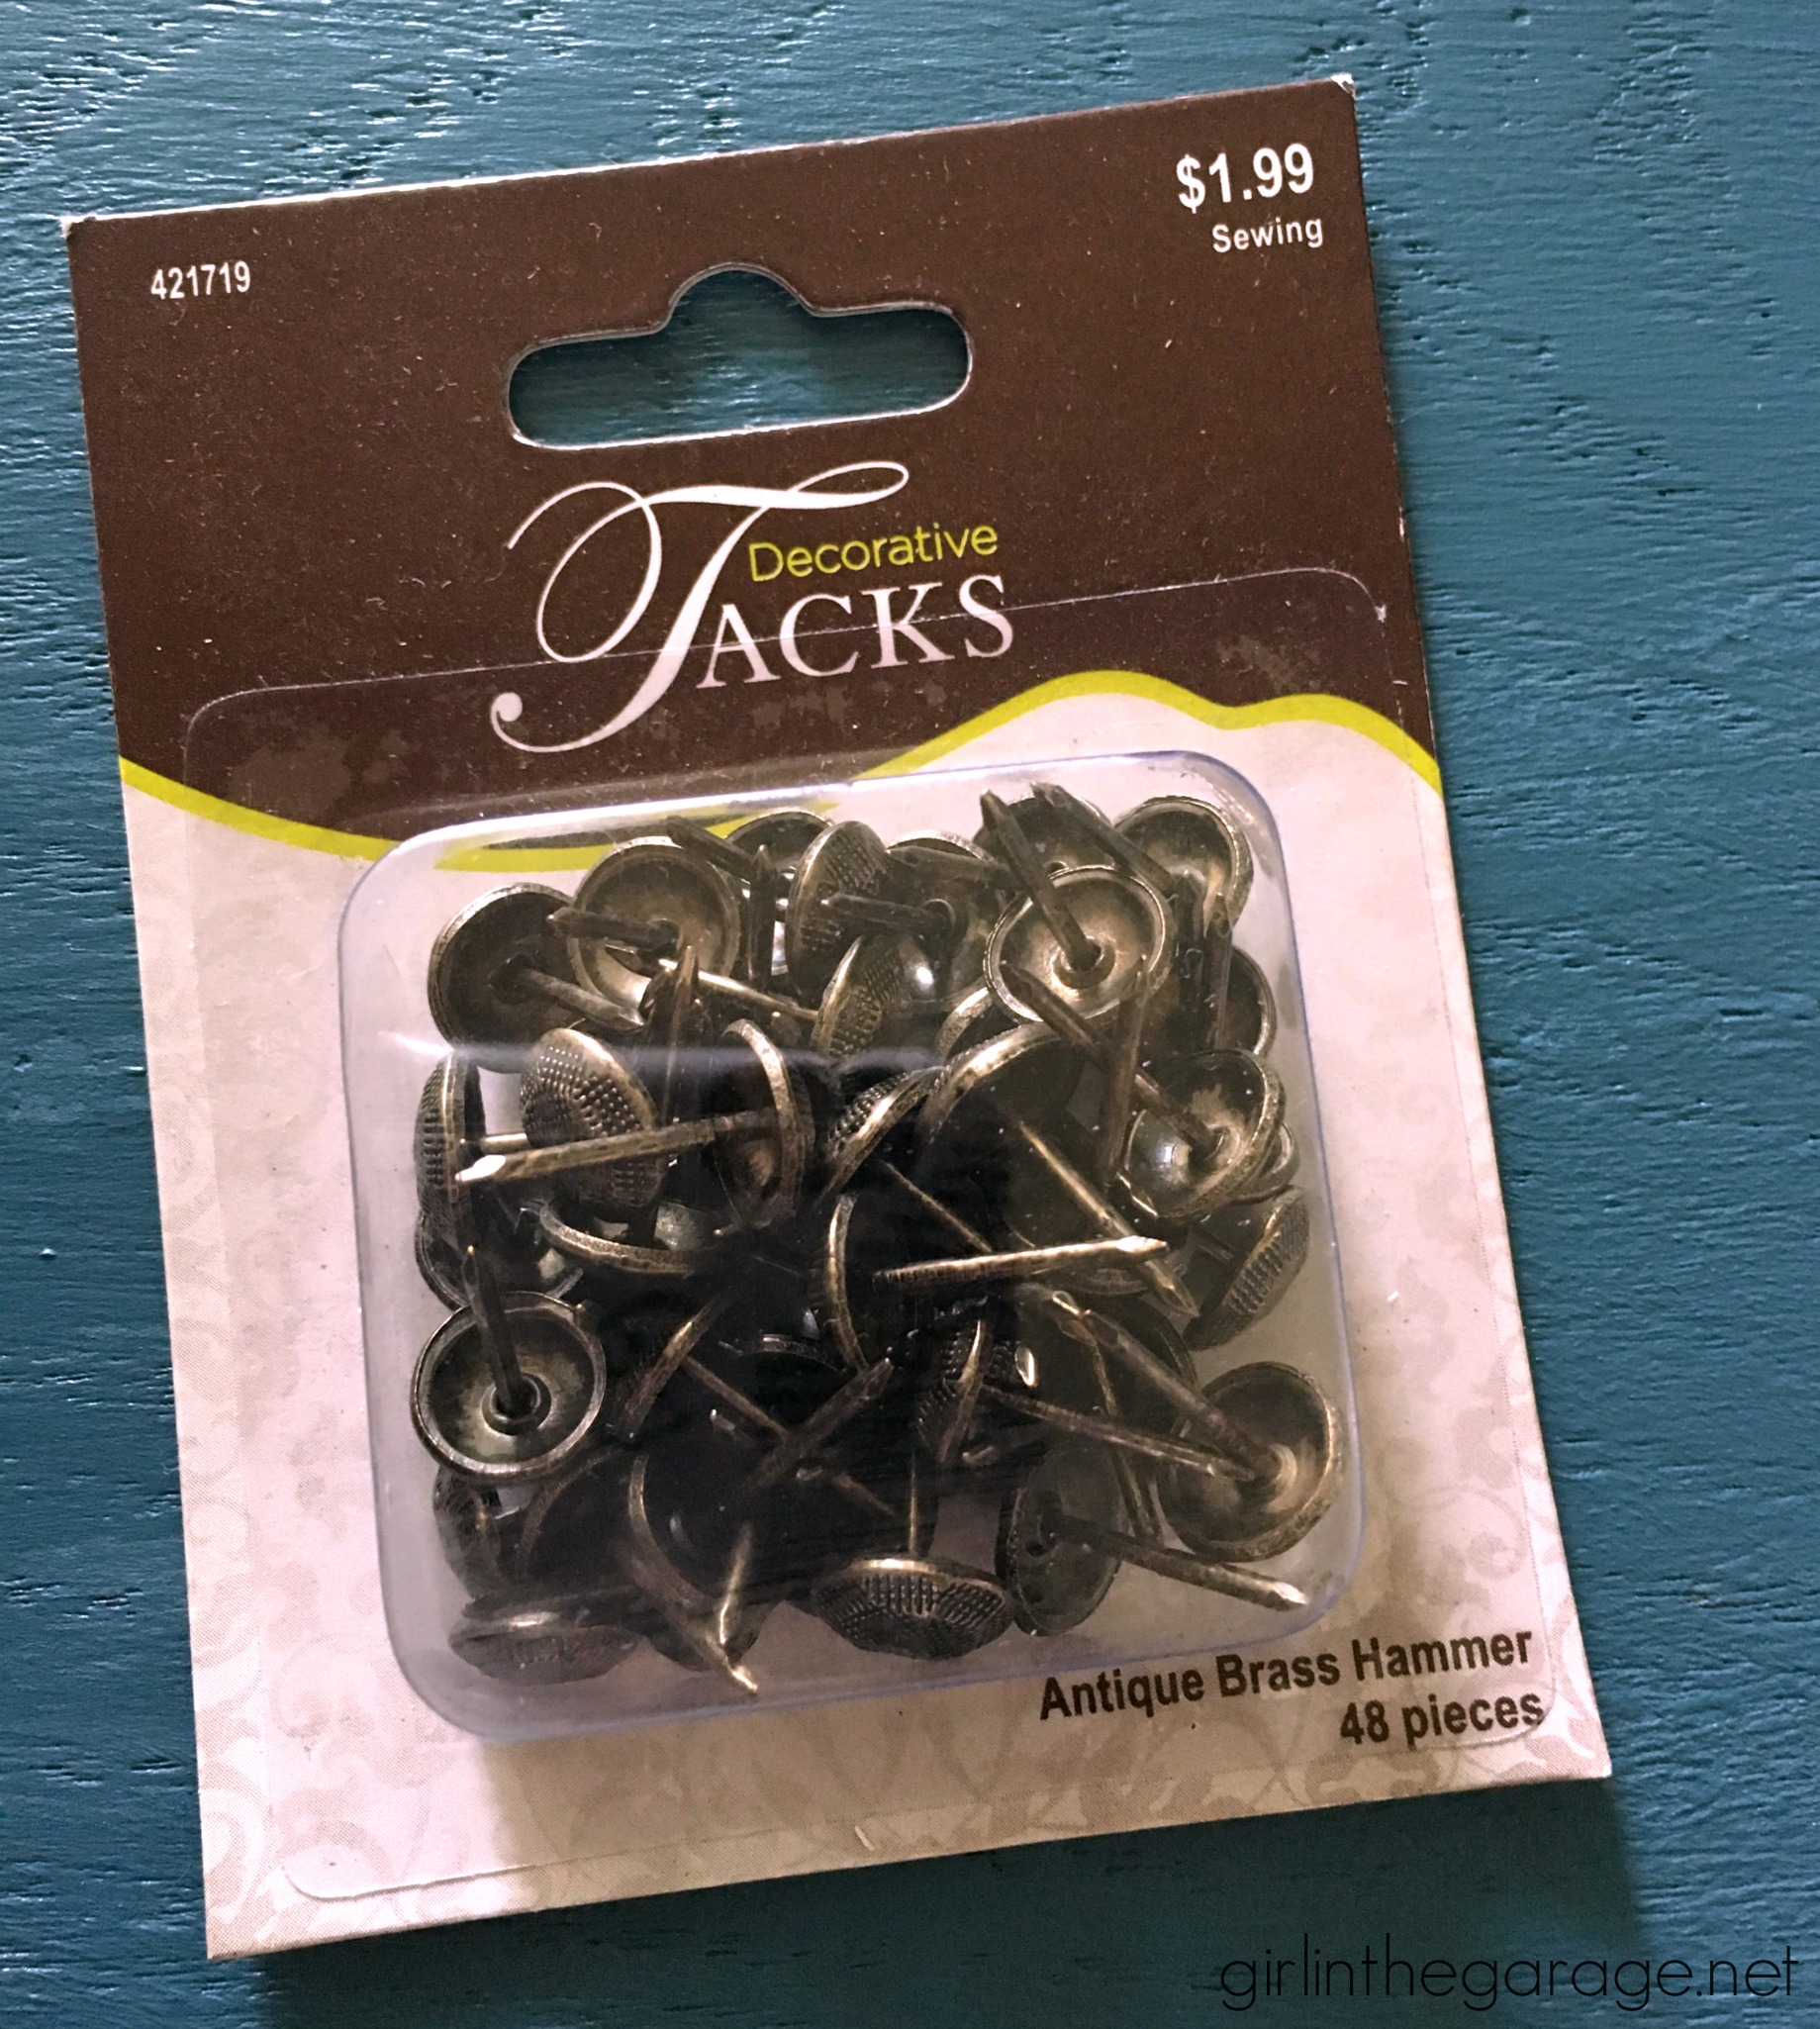 $1.99
Sewing
421719
Decorative
TACKS
Antique Brass Hammer
48 pieces
girlinthegarage.net